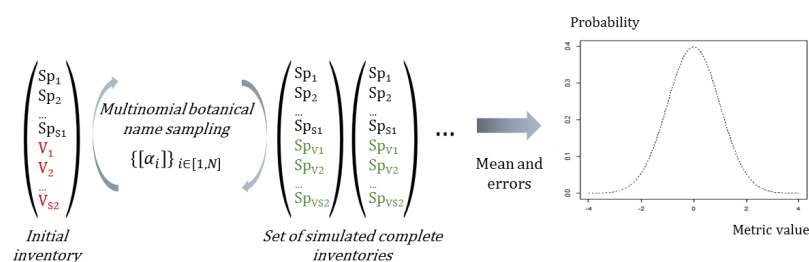 Sp1
Sp2
...
SpS1
V1
V2
...
VS2
Initial
inventory
Multinomial botanical
name sampling
{[αi]} i∈[1,N]
Sp1
Sp2
...
SpS1
SpV1
SpV2
...
SpVS2
Sp1
Sp2
...
SpS1
SpV1
SpV2
...
SpVS2
...
Set of simulated complete
inventories
Mean and
errors
Probability
0.4
0.3
0.2
0.1
0.0
-4
-2
0
2
4
Metric value